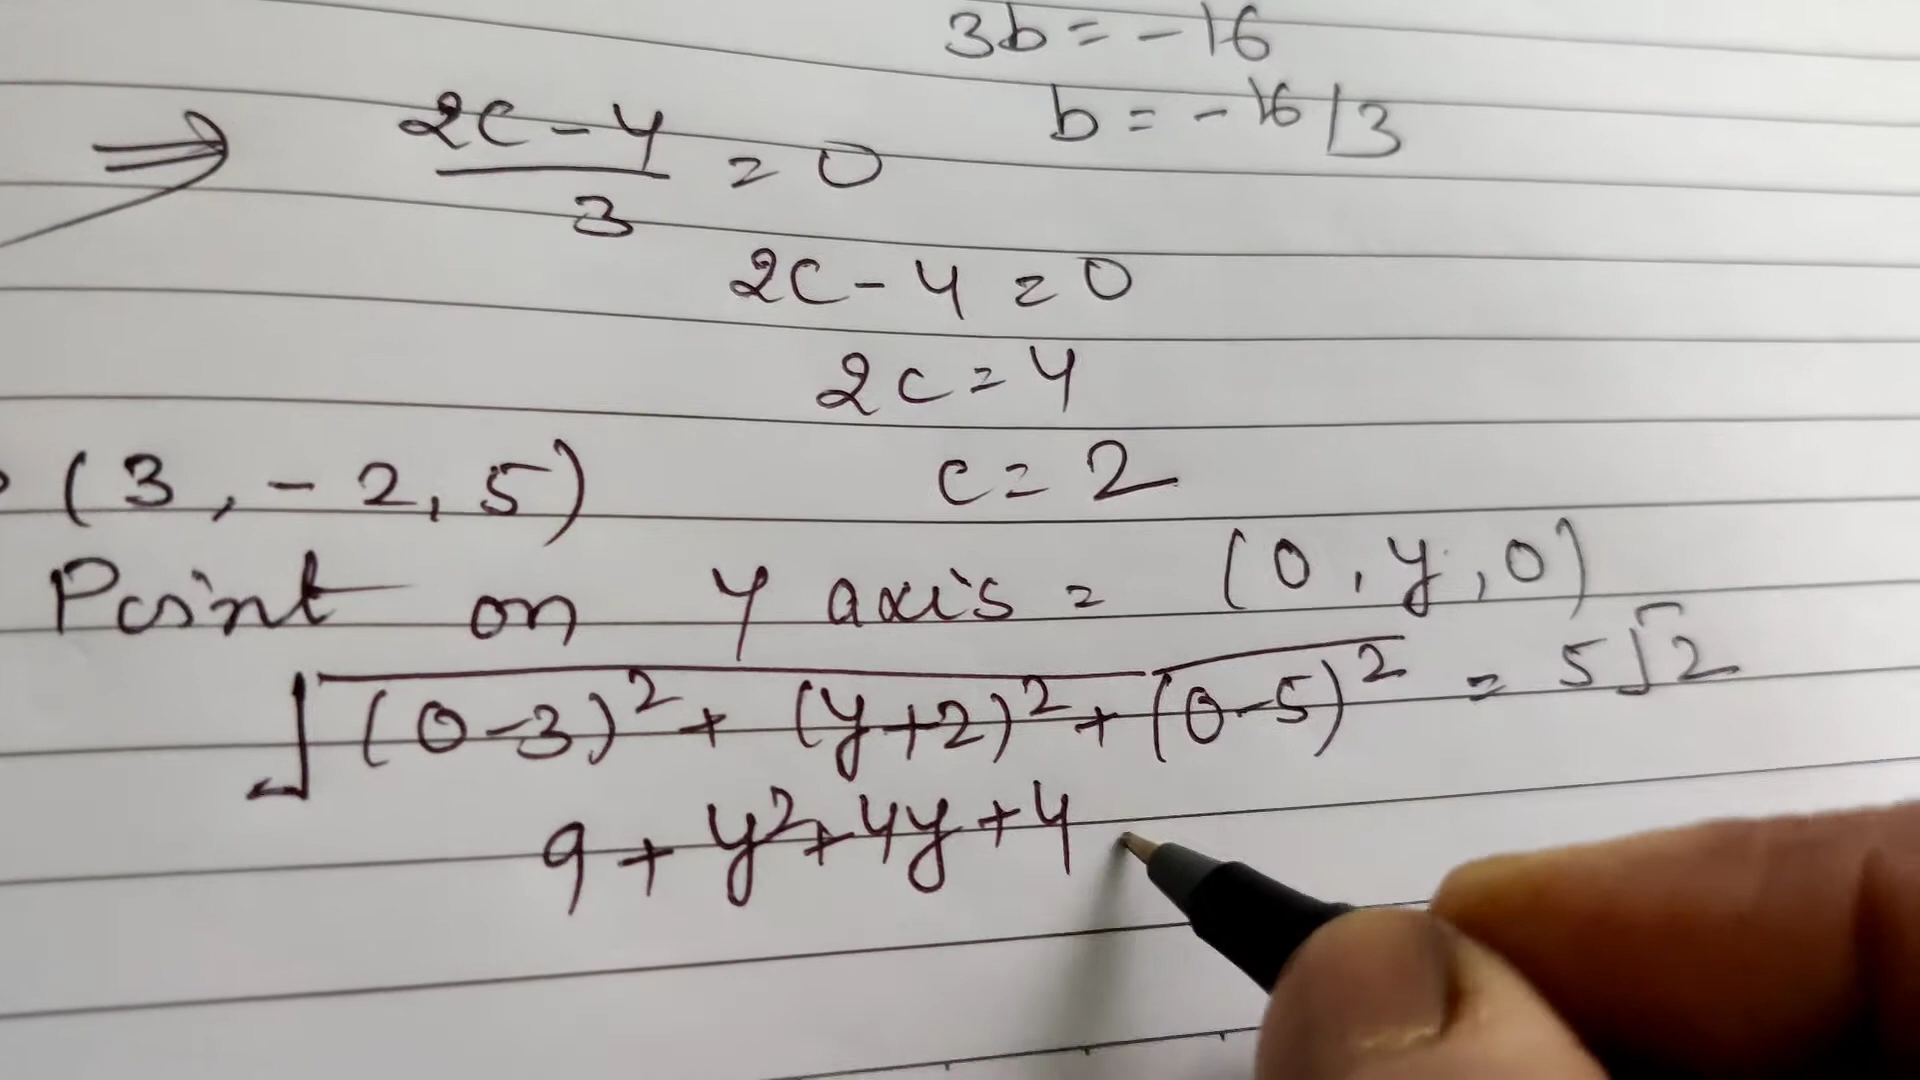 3b = -16
b = -16/3
⇒ (2c - 4)/3 = 0
2c - 4 = 0
2c = 4
c = 2
(3, -2, 5)
Point on y axis = (0, y, 0)
√((0-3)² + (y+2)² + (0-5)²) = 5√2
9 + y² + 4y + 4